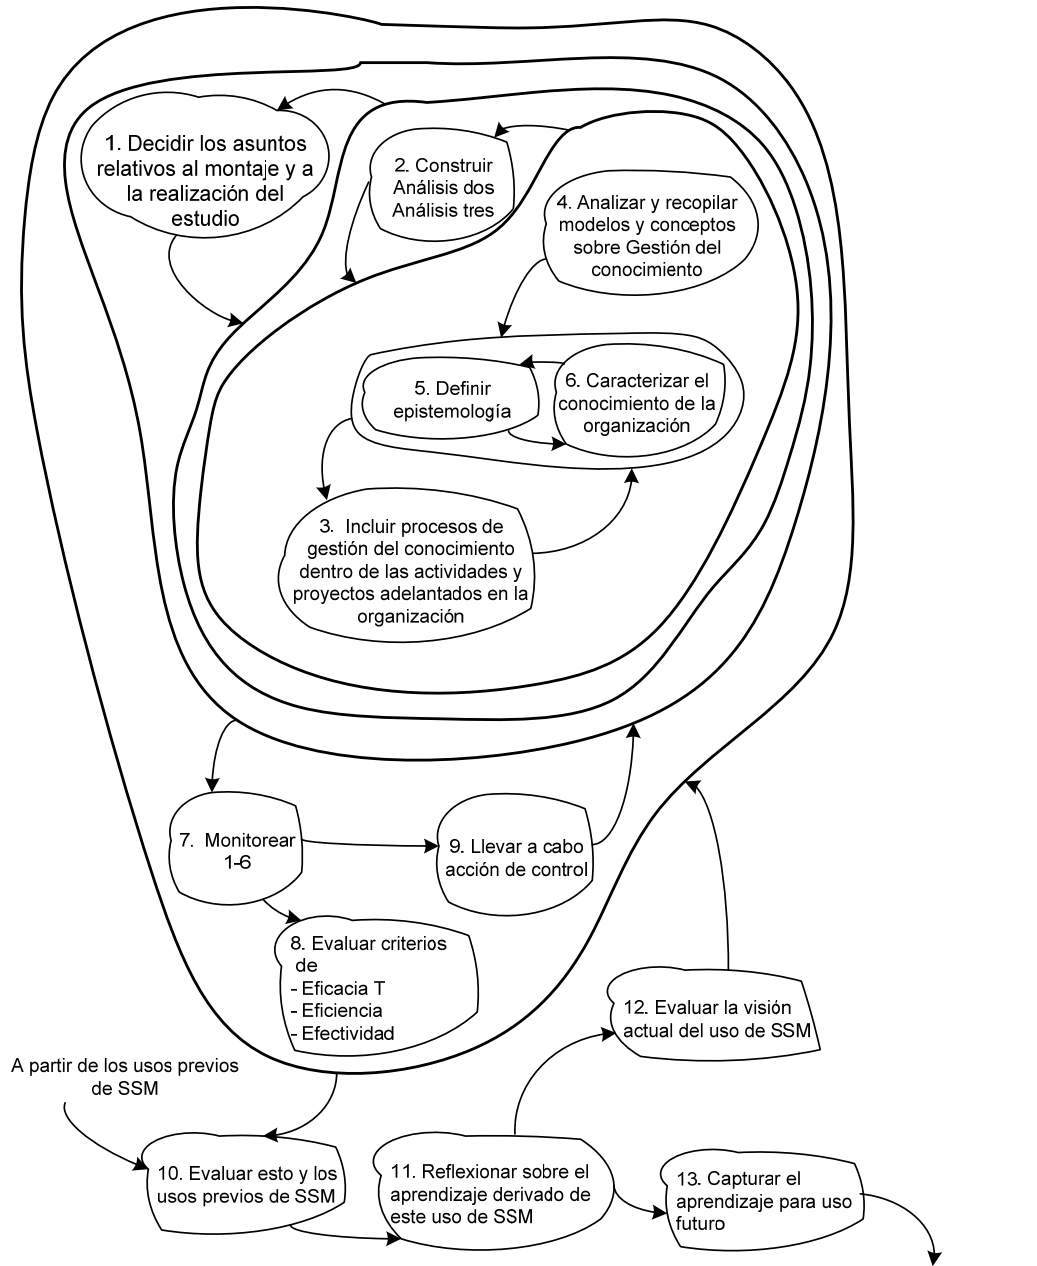 1. Decidir los asuntos
relativos al montaje y a
la realización del
estudio
2. Construir
Análisis dos
Análisis tres
4. Analizar y recopilar
modelos y conceptos
sobre Gestión del
conocimiento
5. Definir
epistemología
6. Caracterizar el
conocimiento de la
organización
3. Incluir procesos de
gestión del conocimiento
dentro de las actividades y
proyectos adelantados en la
organización
7. Monitorear
1-6
9. Llevar a cabo
acción de control
8. Evaluar criterios
de
- Eficacia T
- Eficiencia
- Efectividad
12. Evaluar la visión
actual del uso de SSM
A partir de los usos previos
de SSM
10. Evaluar esto y los
usos previos de SSM
11. Reflexionar sobre el
aprendizaje derivado de
este uso de SSM
13. Capturar el
aprendizaje para uso
futuro